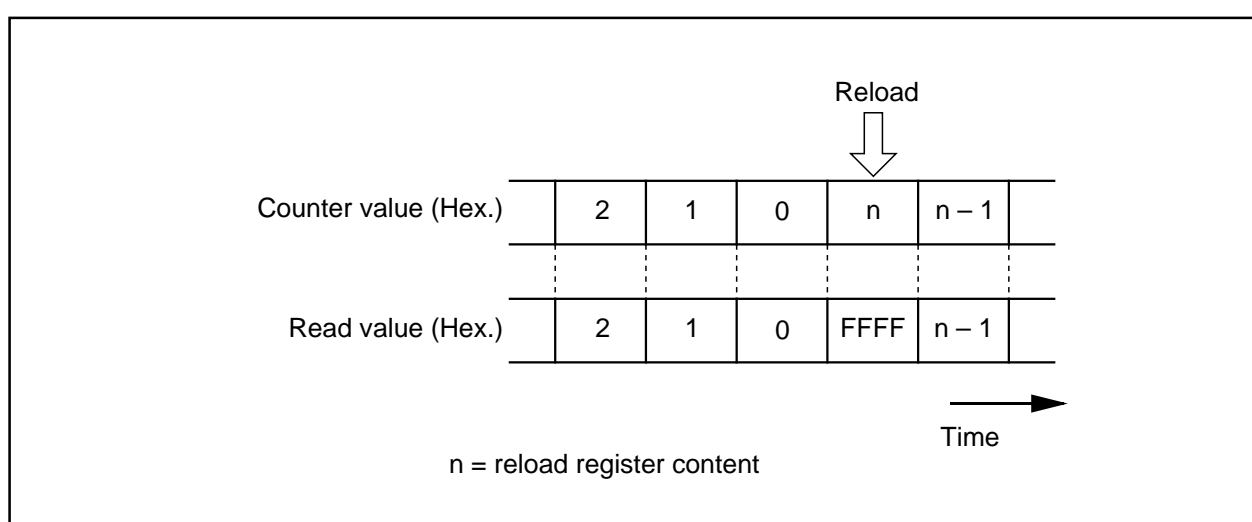 Reload
Counter value (Hex.) 2 1 0 n n – 1
Read value (Hex.) 2 1 0 FFFF n – 1
Time
n = reload register content